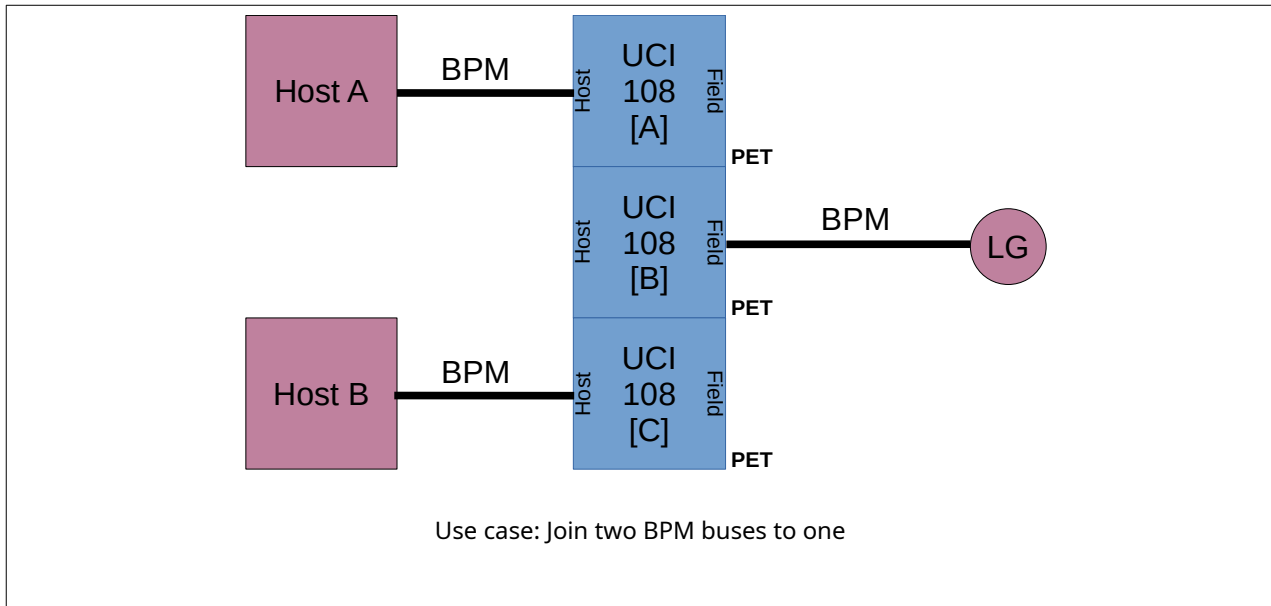 Host A
BPM
Host
UCI
108
[A]
Field
PET
Host
UCI
108
[B]
Field
PET
BPM
LG
Host B
BPM
Host
UCI
108
[C]
Field
PET
Use case: Join two BPM buses to one